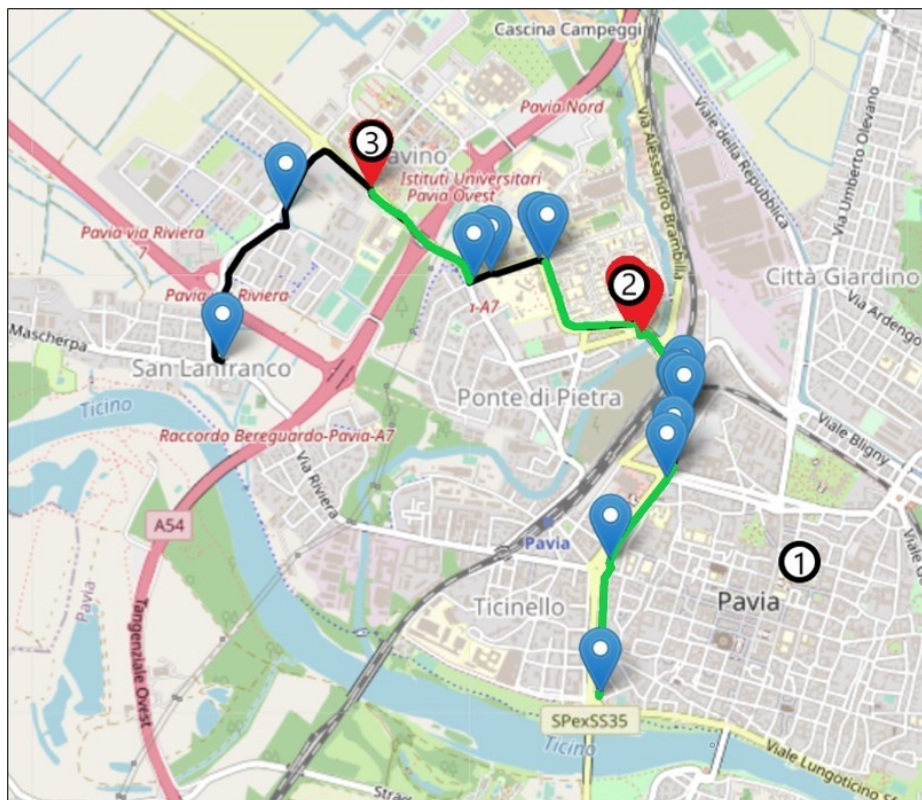 Cascina Campeggi
Pavia Nord
Viale della Repubblica
Via Umberto Olevano
Via Alessandro Brambilla
3
avino
Istituti Universitari
Pavia Ovest
Pavia via Riviera
7
Pavia
Riviera
Città Giardino
2
Via Ardengo
Mascherpa
San Lanfranco
Ticino
Ponte di Pietra
Raccordo Bereguardo-Pavia-A7
Viale Bligny
Via Riviera
A54
Pavia
1
Pavia
Ticinello
Pavia
Tangenziale Ovest
SPexSS35
Ticino
Viale Lungoticino
Strad